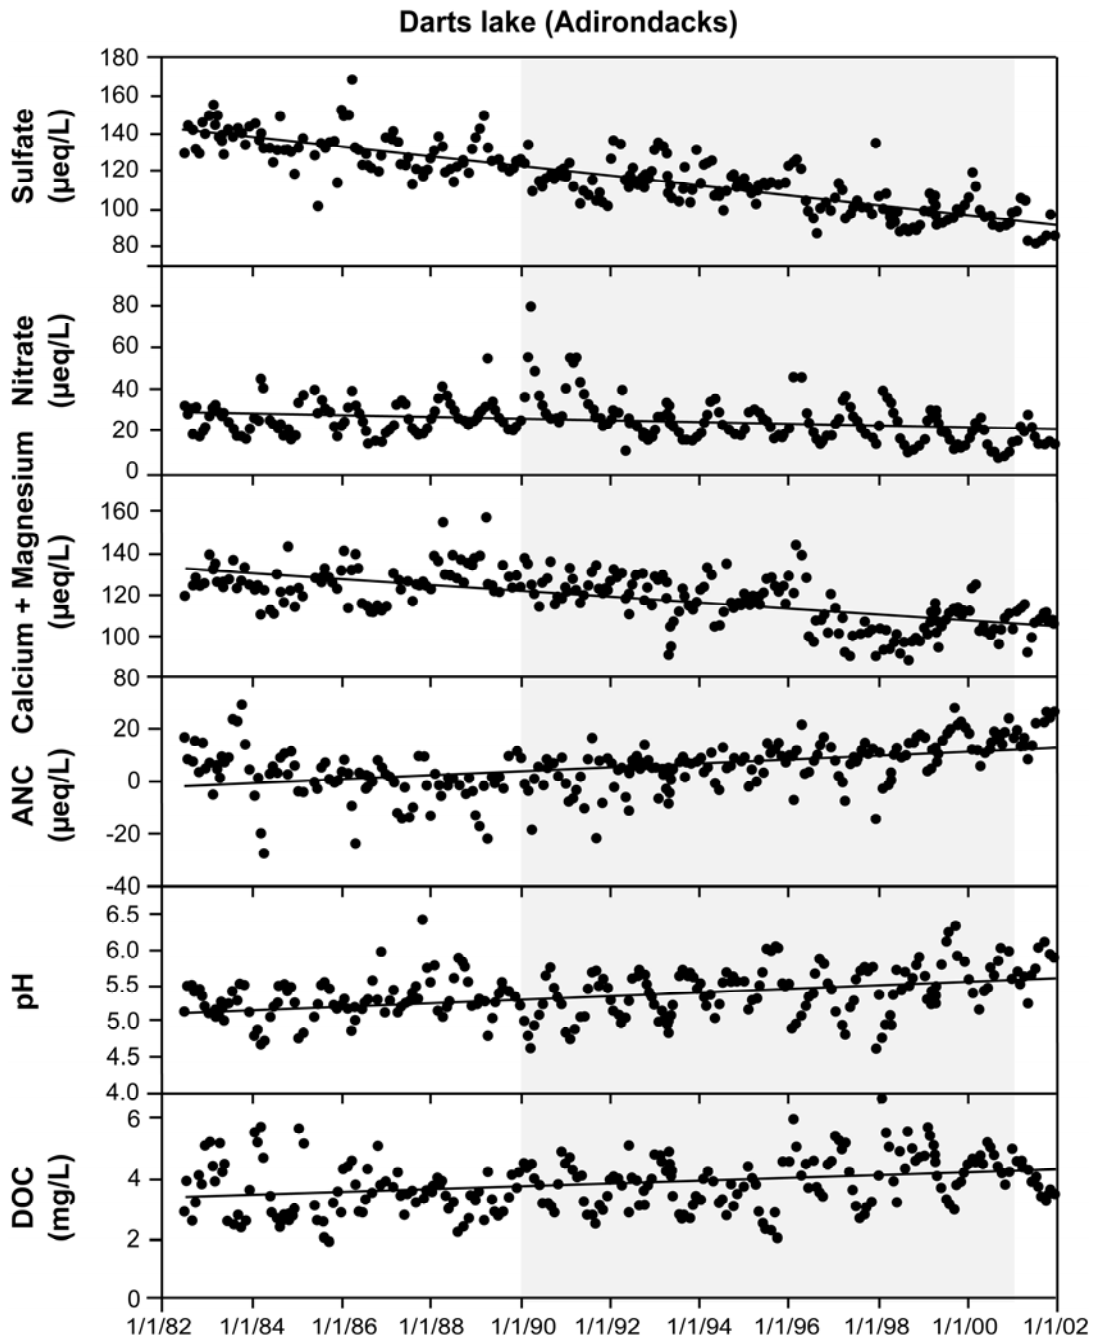 Darts lake (Adirondacks)
Sulfate
(µeq/L)
180
160
140
120
100
80
Nitrate
(µeq/L)
80
60
40
20
0
Calcium + Magnesium
(µeq/L)
160
140
120
100
80
ANC
(µeq/L)
20
0
-20
-40
pH
6.5
6.0
5.5
5.0
4.5
4.0
DOC
(mg/L)
6
4
2
0
1/1/82 1/1/84 1/1/86 1/1/88 1/1/90 1/1/92 1/1/94 1/1/96 1/1/98 1/1/00 1/1/02